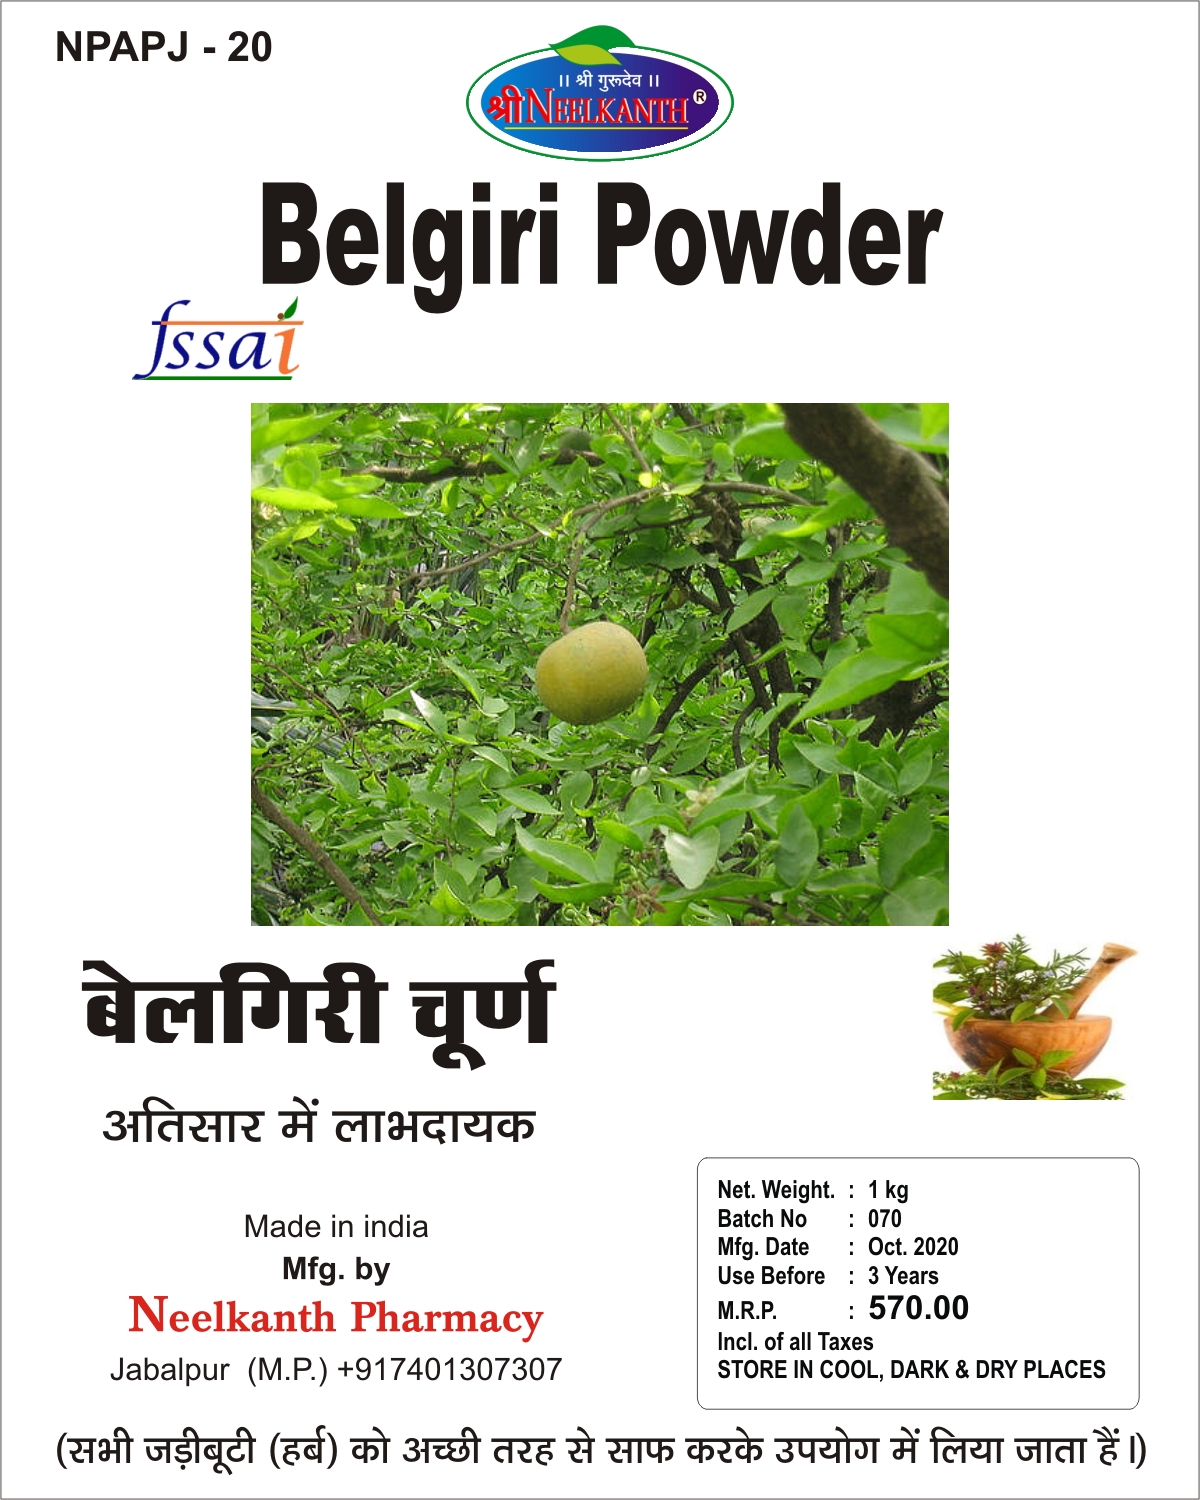 NPAPJ - 20
।। श्री गुरूदेव ।।
श्री NEELKANTH ®
Belgiri Powder
fssai
बेलगिरी चूर्ण
अतिसार में लाभदायक
Made in india
Mfg. by
Neelkanth Pharmacy
Jabalpur (M.P.) +917401307307
Net. Weight. : 1 kg
Batch No : 070
Mfg. Date : Oct. 2020
Use Before : 3 Years
M.R.P. : 570.00
Incl. of all Taxes
STORE IN COOL, DARK & DRY PLACES
(सभी जड़ीबूटी (हर्ब) को अच्छी तरह से साफ करके उपयोग में लिया जाता हैं।)